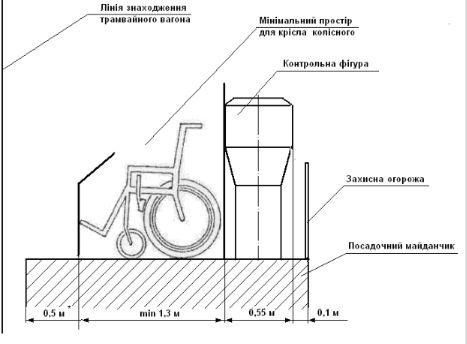 Лінія знаходження
трамвайного вагона
Мінімальний простір
для крісла колісного
Контрольна фігура
Захисна огорожа
Посадочний майданчик
0,5 м
min 1,3 м
0,55 м
0,1 м